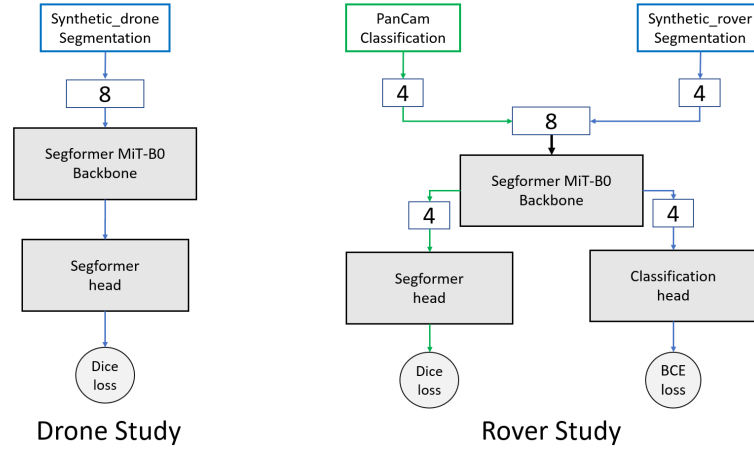 Synthetic_drone
Segmentation
8
Segformer MiT-B0
Backbone
Segformer
head
Dice
loss
Drone Study
PanCam
Classification
Synthetic_rover
Segmentation
4
4
8
Segformer MiT-B0
Backbone
4
4
Segformer
head
Classification
head
Dice
loss
BCE
loss
Rover Study